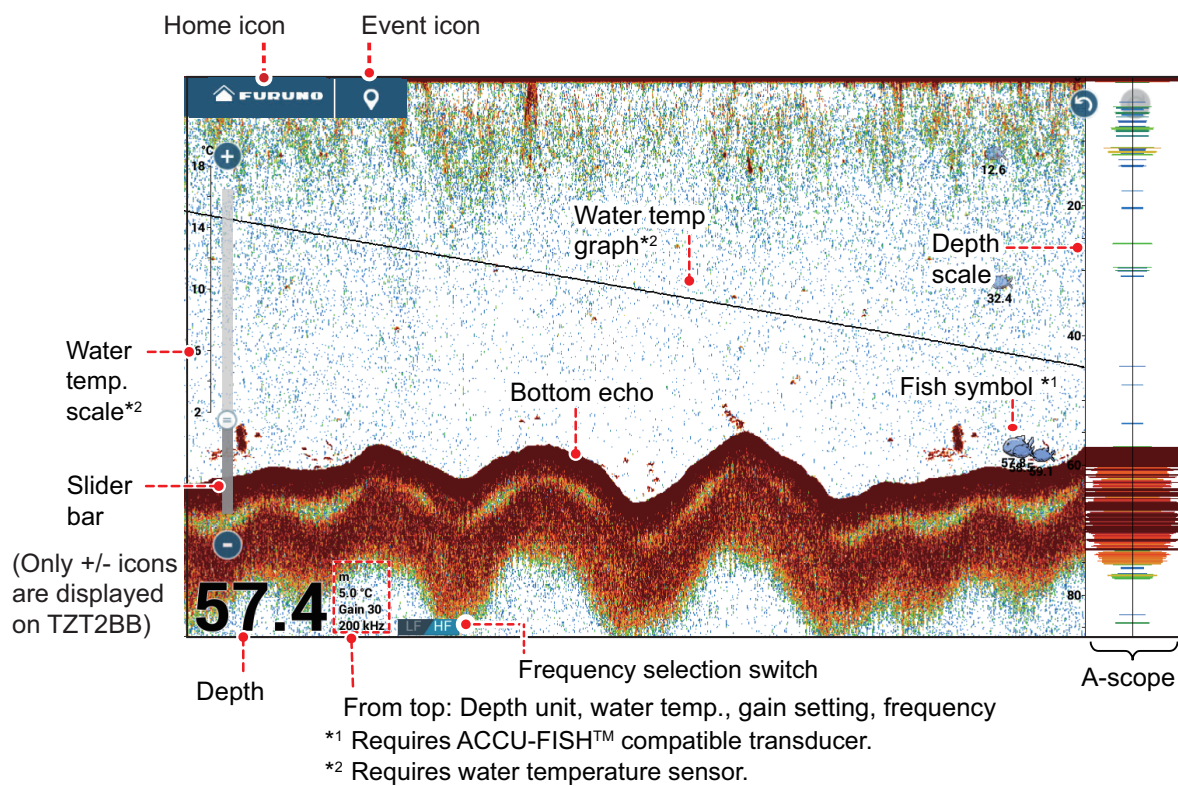 Home icon
Event icon
FURUNO
°C
18
14
10
6
2
12.6
32.4
20
40
60
80
Water temp
graph*2
Depth
scale
Water
temp.
scale*2
Bottom echo
Fish symbol *1
59.1
Slider
bar
(Only +/- icons
are displayed
on TZT2BB)
57.4
m
5.0 °C
Gain 30
200 kHz
LF HF
Depth
Frequency selection switch
A-scope
From top: Depth unit, water temp., gain setting, frequency
*1 Requires ACCU-FISH™ compatible transducer.
*2 Requires water temperature sensor.